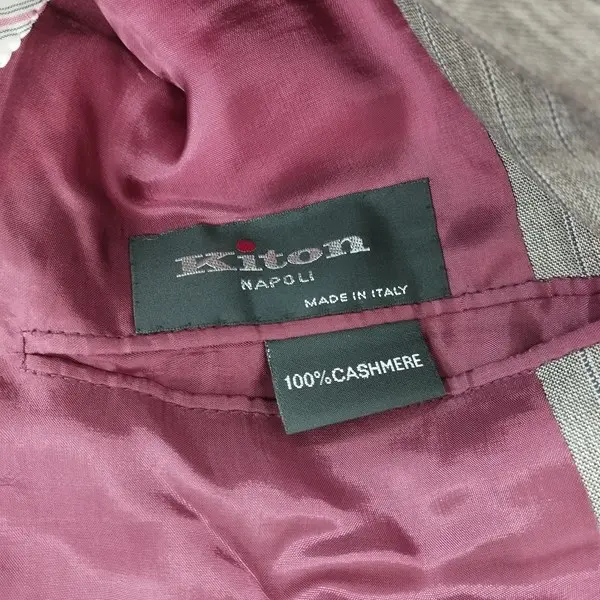 Kiton
NAPOLI
MADE IN ITALY
100%CASHMERE